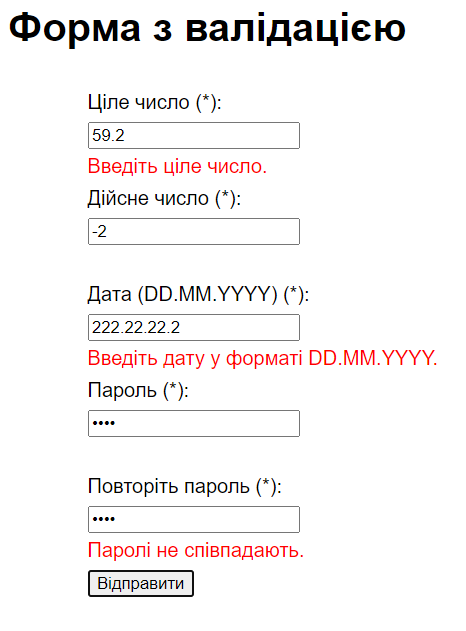 Форма з валідацією
Ціле число (*):
59.2
Введіть ціле число.
Дійсне число (*):
-2
Дата (DD.MM.YYYY) (*):
222.22.22.2
Введіть дату у форматі DD.MM.YYYY.
Пароль (*):
••••
Повторіть пароль (*):
••••
Паролі не співпадають.
Відправити